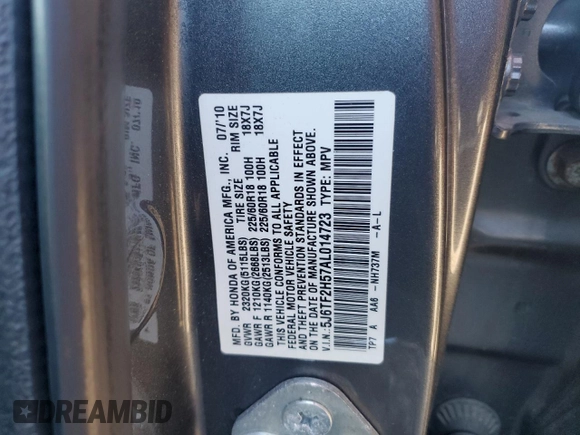 MFD. BY HONDA OF AMERICA MFG., INC. 07/'10
TIRE SIZE RIM SIZE
GVWR 2320KG(5115LBS)
GAWR F 1210KG(2668LBS) 225/60R18 100H 18X7J
GAWR R 1140KG(2513LBS) 225/60R18 100H 18X7J
THIS VEHICLE CONFORMS TO ALL APPLICABLE
FEDERAL MOTOR VEHICLE SAFETY
AND THEFT PREVENTION STANDARDS IN EFFECT
ON THE DATE OF MANUFACTURE SHOWN ABOVE.
V.I.N.: 5J6TF2H57AL014723 TYPE: MPV
TP7 A AA6 - NH737M -A-L
DREAMBID